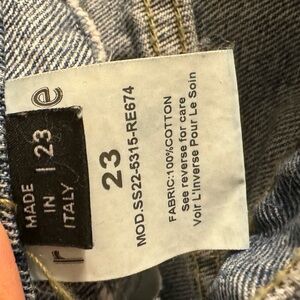 MADE
IN
ITALY
23
e
r
23
MOD.SS22-5315-RE674
FABRIC:100%COTTON
See reverse for care
Voir L'inverse Pour Le Soin